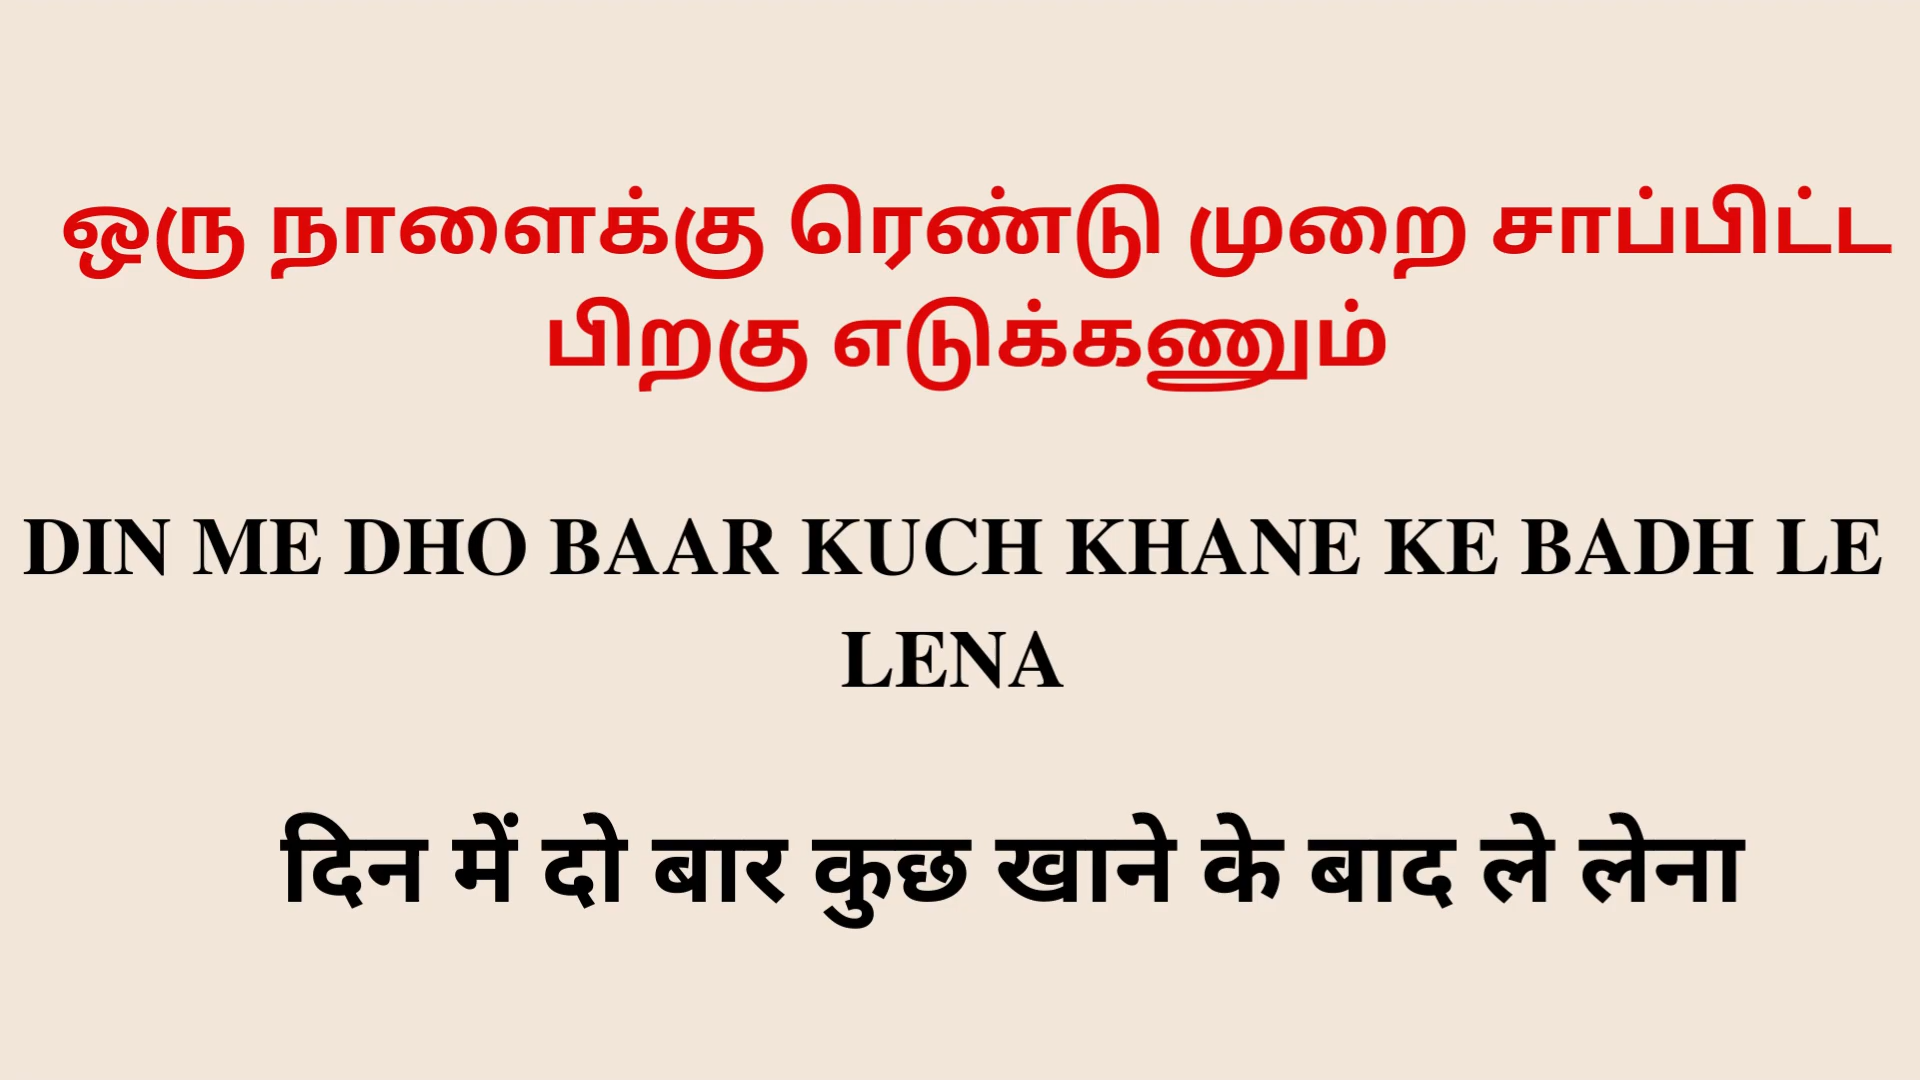 ஒரு நாளைக்கு ரெண்டு முறை சாப்பிட்ட
பிறகு எடுக்கணும்
DIN ME DHO BAAR KUCH KHANE KE BADH LE
LENA
दिन में दो बार कुछ खाने के बाद ले लेना